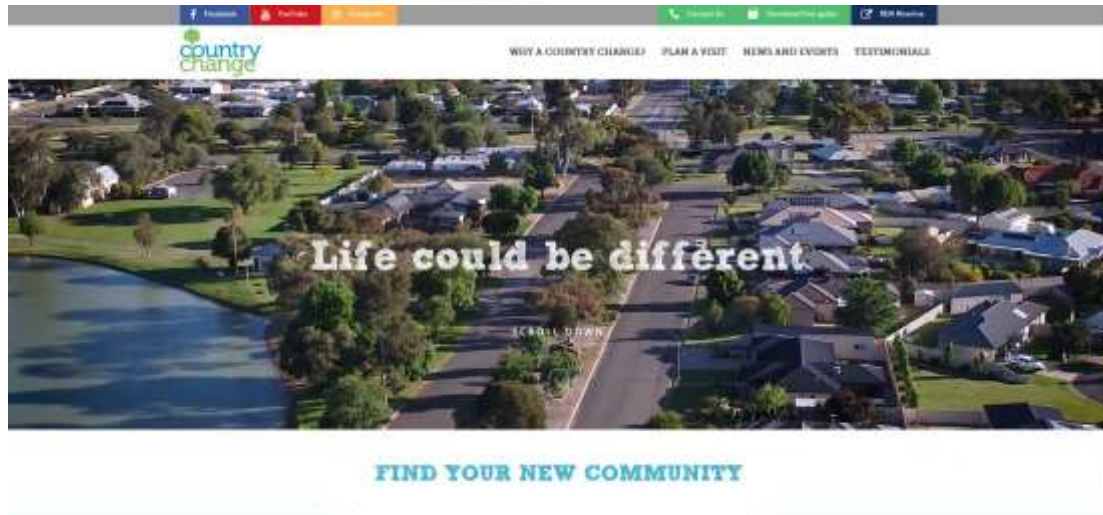 Facebook YouTube Instagram Contact Us
country
change
WHY A COUNTRY CHANGE? PLAN A VISIT NEWS AND EVENTS TESTIMONIALS
Life could be different
SCROLL DOWN
FIND YOUR NEW COMMUNITY